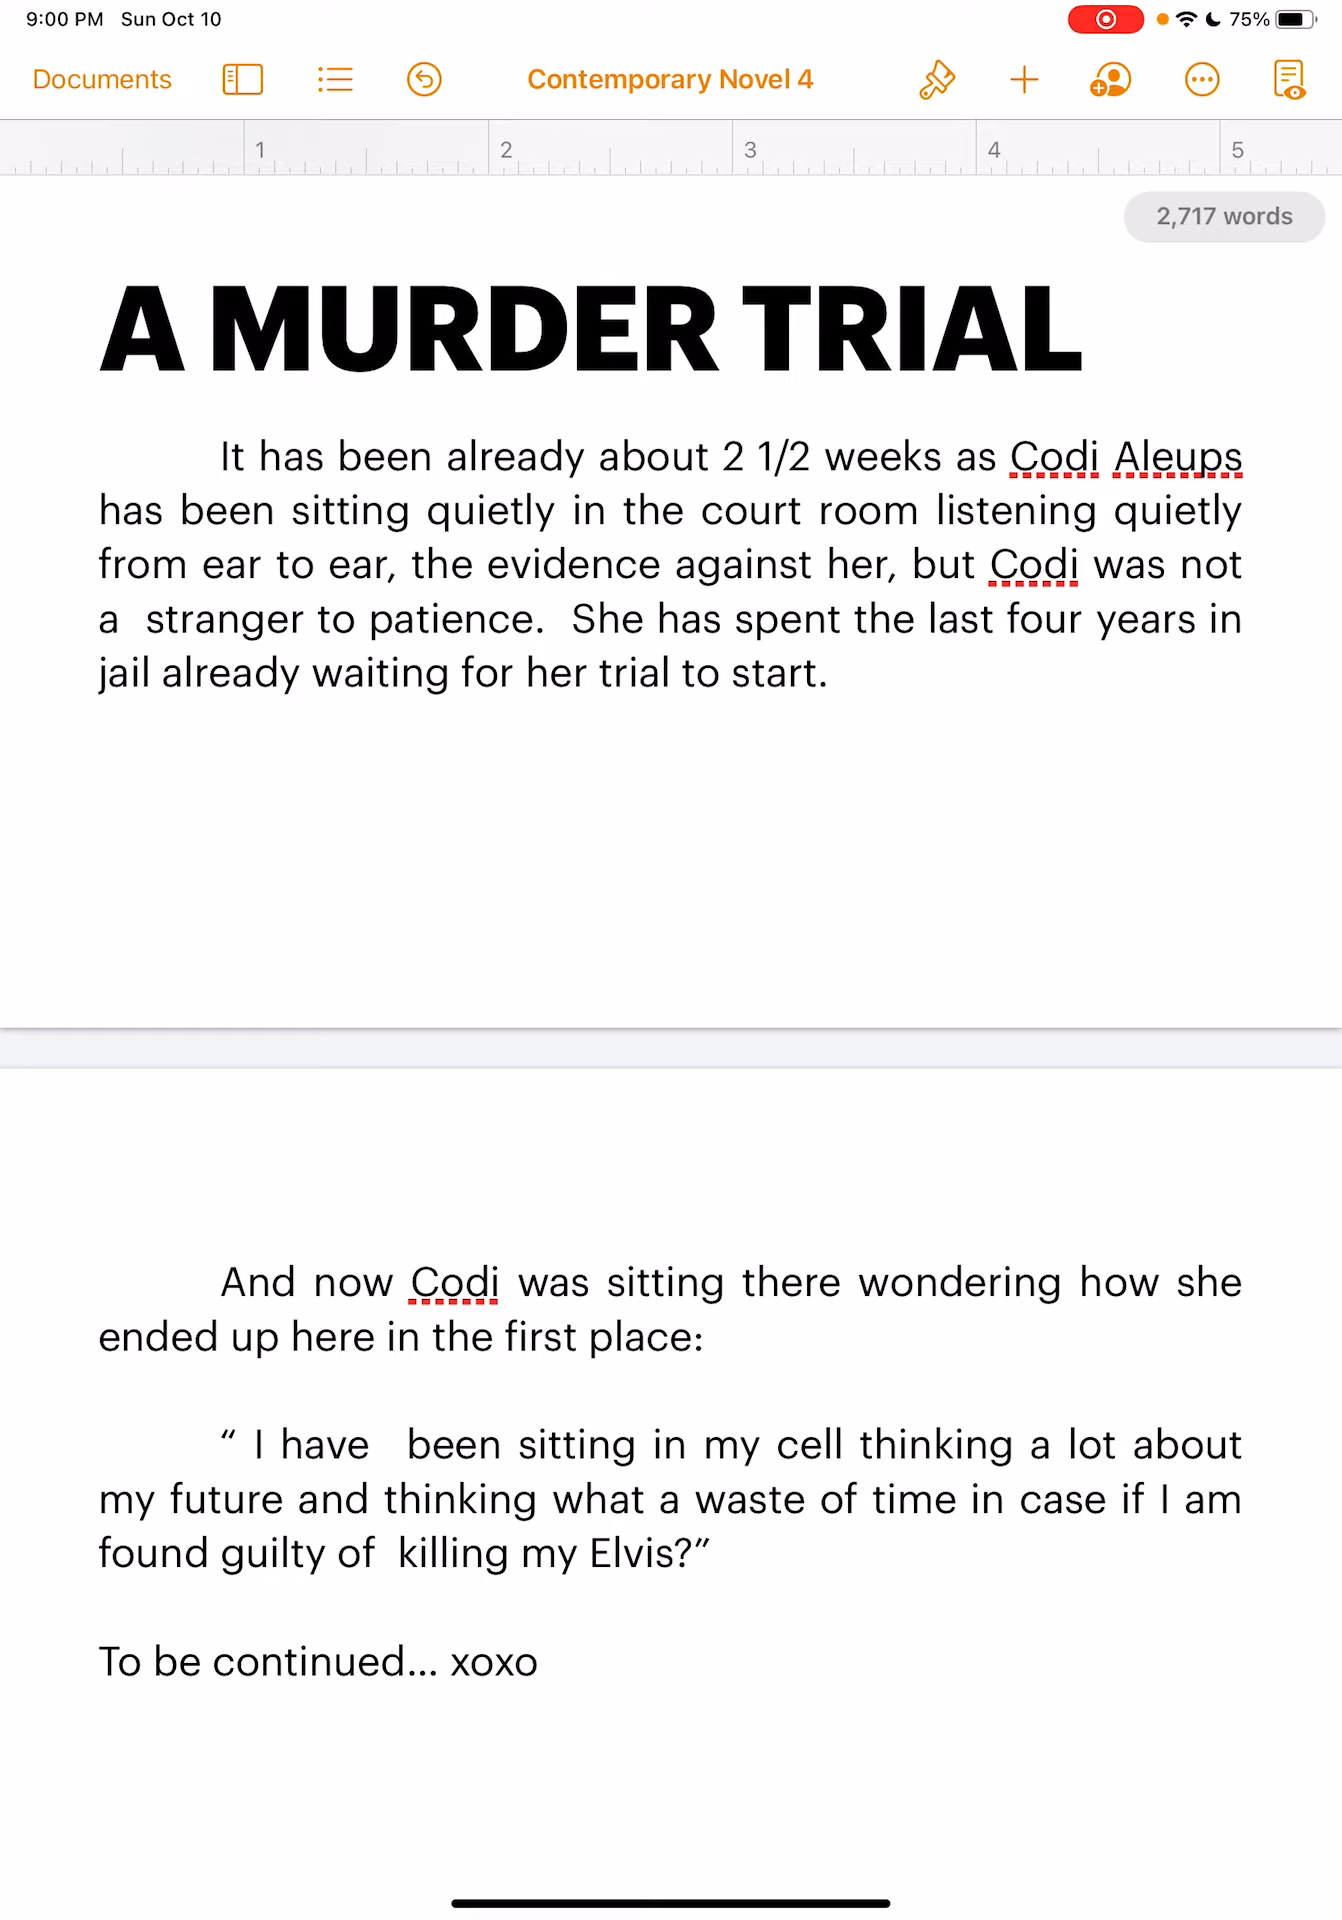 9:00 PM Sun Oct 10 75%
Documents Contemporary Novel 4
1 2 3 4 5
2,717 words
A MURDER TRIAL
It has been already about 2 1/2 weeks as Codi Aleups
has been sitting quietly in the court room listening quietly
from ear to ear, the evidence against her, but Codi was not
a  stranger to patience.  She has spent the last four years in
jail already waiting for her trial to start.
And now Codi was sitting there wondering how she
ended up here in the first place:
“ I have  been sitting in my cell thinking a lot about
my future and thinking what a waste of time in case if I am
found guilty of  killing my Elvis?”
To be continued... xoxo